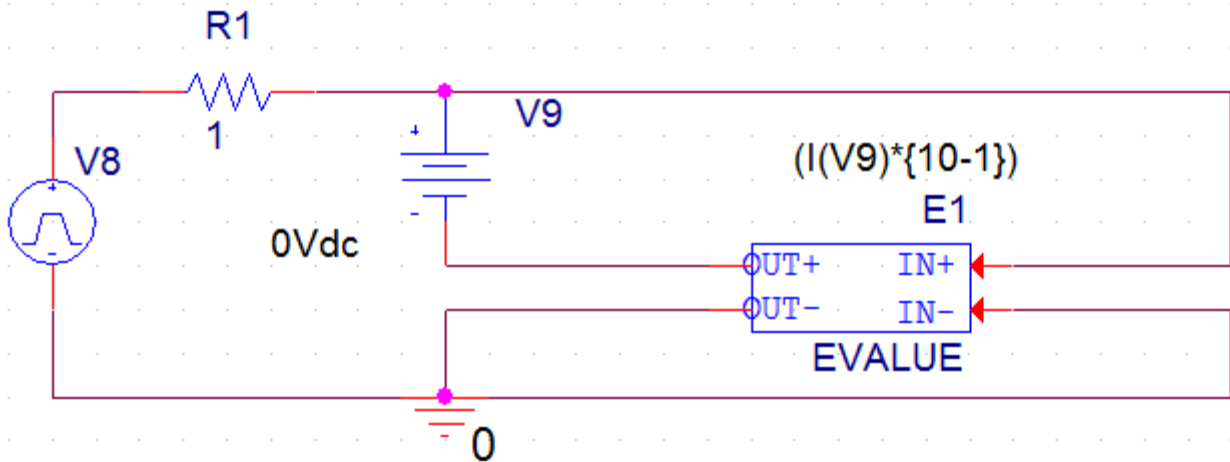 R1
1
V9
V8
+
-
+
-
0Vdc
(I(V9)*{10-1})
E1
OUT+ IN+
OUT- IN-
EVALUE
0